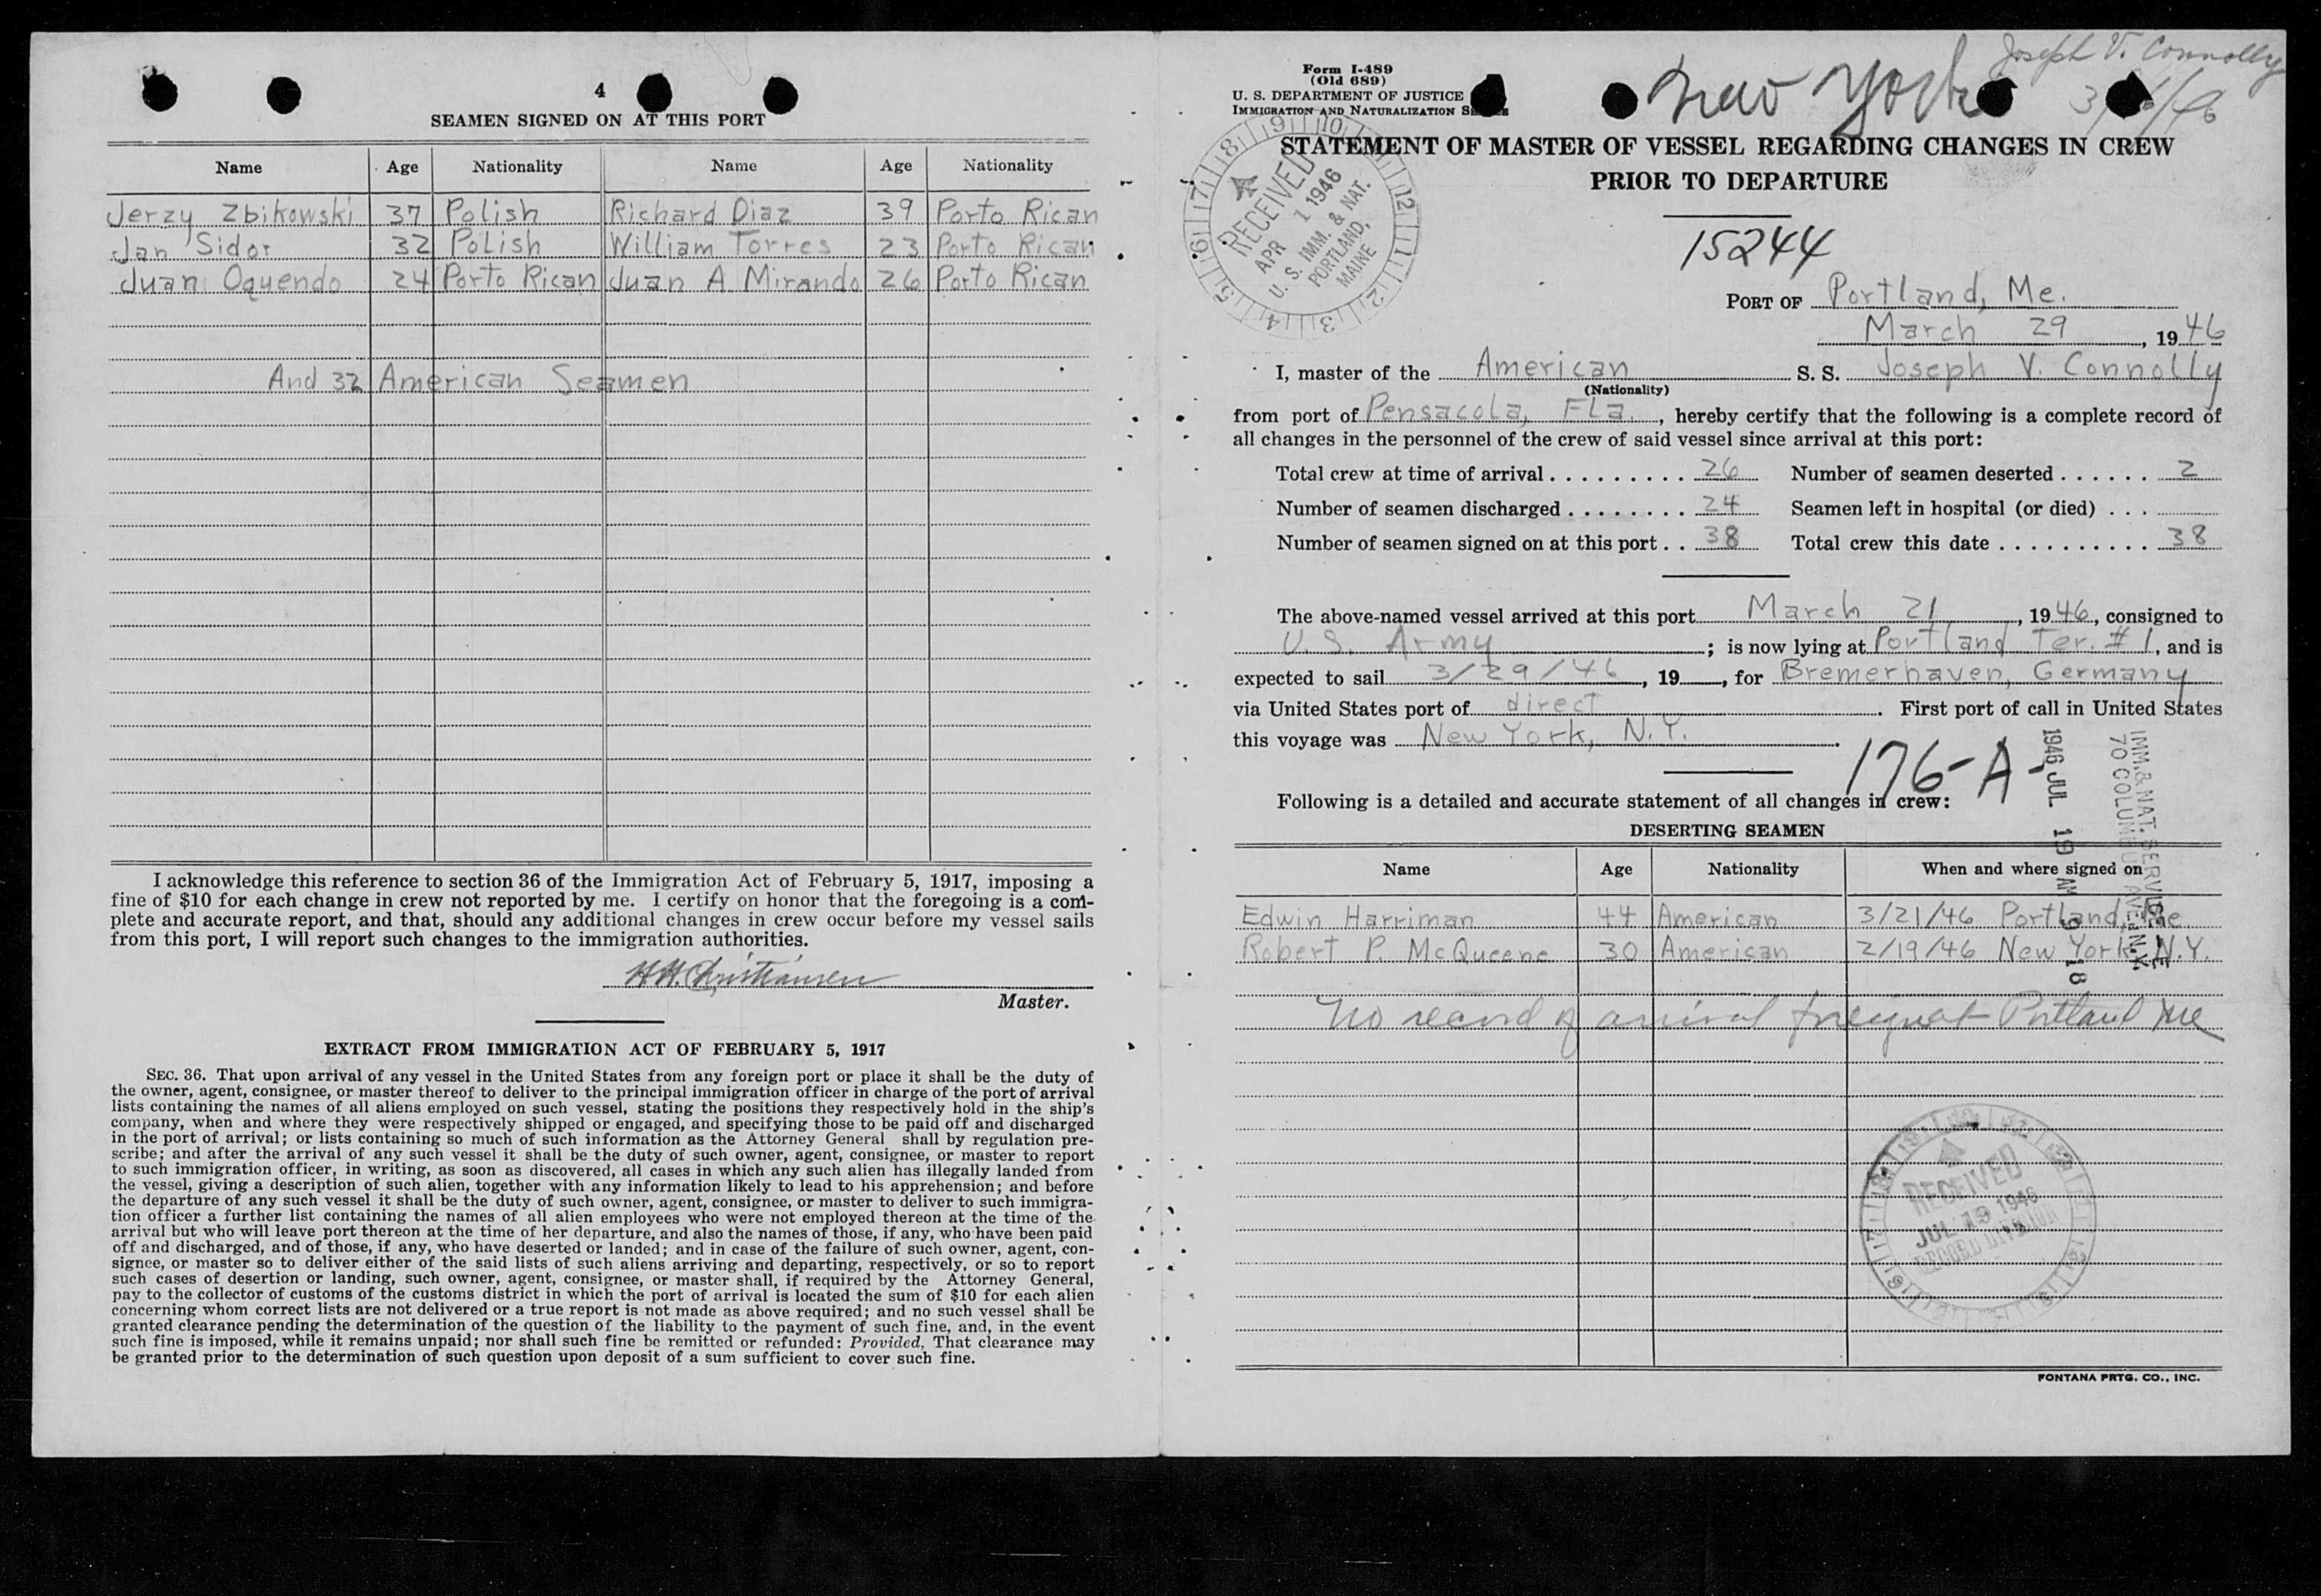 4
SEAMEN SIGNED ON AT THIS PORT
Name Age Nationality Name Age Nationality
Jerzy Zbikowski 37 Polish Richard Diaz 39 Porto Rican
Jan Sidor 32 Polish William Torres 23 Porto Rican
Juan Oquendo 24 Porto Rican Juan A. Mirando 26 Porto Rican
And 32 American Seamen
I acknowledge this reference to section 36 of the Immigration Act of February 5, 1917, imposing a
fine of $10 for each change in crew not reported by me. I certify on honor that the foregoing is a com-
plete and accurate report, and that, should any additional changes in crew occur before my vessel sails
from this port, I will report such changes to the immigration authorities.
H.H. Christiansen
Master.
EXTRACT FROM IMMIGRATION ACT OF FEBRUARY 5, 1917
SEC. 36. That upon arrival of any vessel in the United States from any foreign port or place it shall be the duty of
the owner, agent, consignee, or master thereof to deliver to the principal immigration officer in charge of the port of arrival
lists containing the names of all aliens employed on such vessel, stating the positions they respectively hold in the ship's
company, when and where they were respectively shipped or engaged, and specifying those to be paid off and discharged
in the port of arrival; or lists containing so much of such information as the Attorney General shall by regulation pre-
scribe; and after the arrival of any such vessel it shall be the duty of such owner, agent, consignee, or master to report
to such immigration officer, in writing, as soon as discovered, all cases in which any such alien has illegally landed from
the vessel, giving a description of such alien, together with any information likely to lead to his apprehension; and before
the departure of any such vessel it shall be the duty of such owner, agent, consignee, or master to deliver to such immigra-
tion officer a further list containing the names of all alien employees who were not employed thereon at the time of the
arrival but who will leave port thereon at the time of her departure, and also the names of those, if any, who have been paid
off and discharged, and of those, if any, who have deserted or landed; and in case of the failure of such owner, agent, con-
signee, or master so to deliver either of the said lists of such aliens arriving and departing, respectively, or so to report
such cases of desertion or landing, such owner, agent, consignee, or master shall, if required by the Attorney General,
pay to the collector of customs of the customs district in which the port of arrival is located the sum of $10 for each alien
concerning whom correct lists are not delivered or a true report is not made as above required; and no such vessel shall be
granted clearance pending the determination of the question of the liability to the payment of such fine, and, in the event
such fine is imposed, while it remains unpaid; nor shall such fine be remitted or refunded: Provided, That clearance may
be granted prior to the determination of such question upon deposit of a sum sufficient to cover such fine.
Form I-489
(Old 689)
U. S. DEPARTMENT OF JUSTICE
IMMIGRATION AND NATURALIZATION
New York
Joseph V. Connolly
STATEMENT OF MASTER OF VESSEL REGARDING CHANGES IN CREW
PRIOR TO DEPARTURE
RECEIVED
APR 1 1946
U. S. IMM. & NAT.
PORTLAND,
MAINE
15244
PORT OF Portland, Me.
March 29, 1946
I, master of the American S. S. Joseph V. Connolly
(Nationality)
from port of Pensacola, Fla., hereby certify that the following is a complete record of
all changes in the personnel of the crew of said vessel since arrival at this port:
Total crew at time of arrival . . . . . . . . . 26 Number of seamen deserted . . . . . . 2
Number of seamen discharged . . . . . . . . 24 Seamen left in hospital (or died) . . .
Number of seamen signed on at this port . . 38 Total crew this date . . . . . . . . . . 38
The above-named vessel arrived at this port March 21, 1946, consigned to
U. S. Army; is now lying at Portland Ter. # 1, and is
expected to sail 3/29/46, 19 , for Bremerhaven, Germany
via United States port of direct. First port of call in United States
this voyage was New York, N.Y.
176-A
IMM. & NAT. SERVICE
1946 JUL 19 AM 9 18
Following is a detailed and accurate statement of all changes in crew:
DESERTING SEAMEN
Name Age Nationality When and where signed on
Edwin Harriman 44 American 3/21/46 Portland, Me
Robert P. McQueene 30 American 2/19/46 New York N.Y.
No record of arrival foreign at Portland Me
RECEIVED
JUL 19 1946
RECORD DIVISION
FONTANA PRTG. CO., INC.